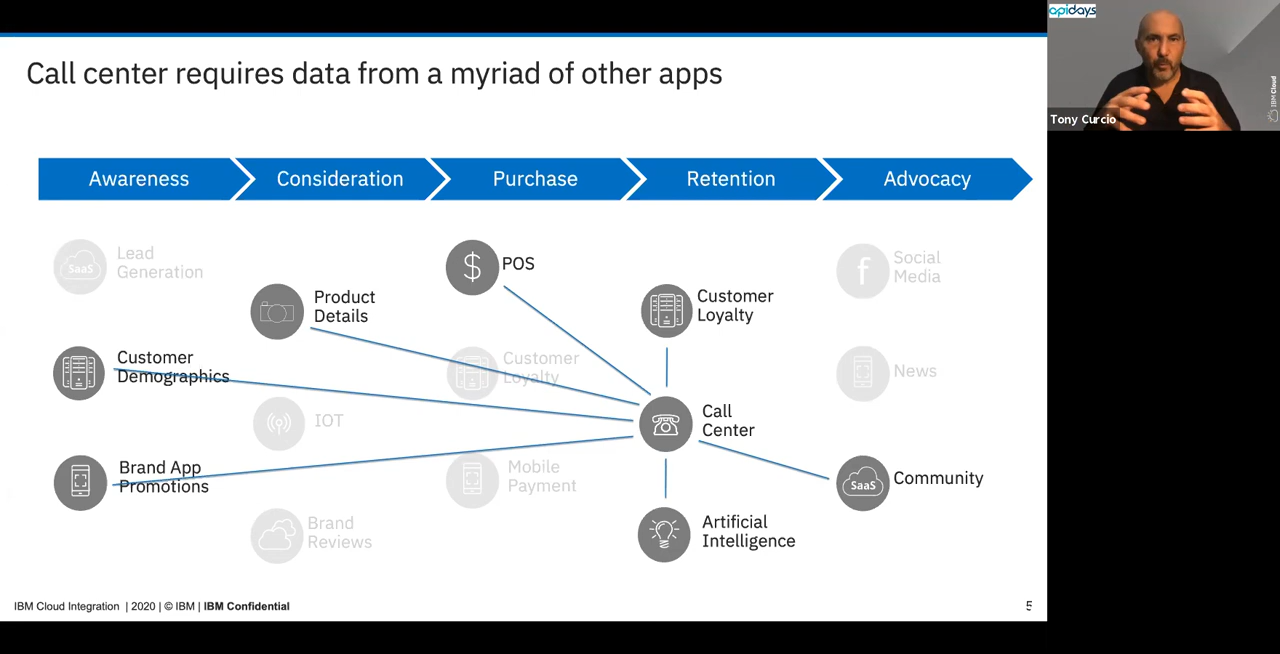 apidays
Call center requires data from a myriad of other apps
IBM Cloud
Tony Curcio
Awareness
Consideration
Purchase
Retention
Advocacy
SaaS
Lead
Generation
$
POS
f
Social
Media
Product
Details
Customer
Loyalty
Customer
Demographics
Customer
Loyalty
News
IOT
Call
Center
Brand App
Promotions
Mobile
Payment
SaaS
Community
Brand
Reviews
Artificial
Intelligence
IBM Cloud Integration | 2020 | © IBM | IBM Confidential
5